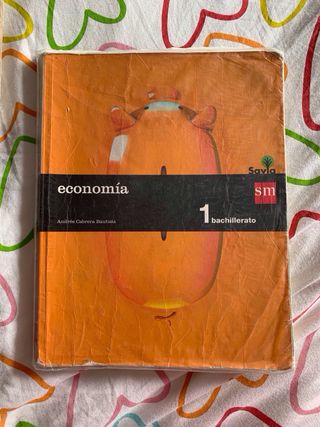 Savia
economía
sm
Andrés Cabrera Bautista
1 bachillerato